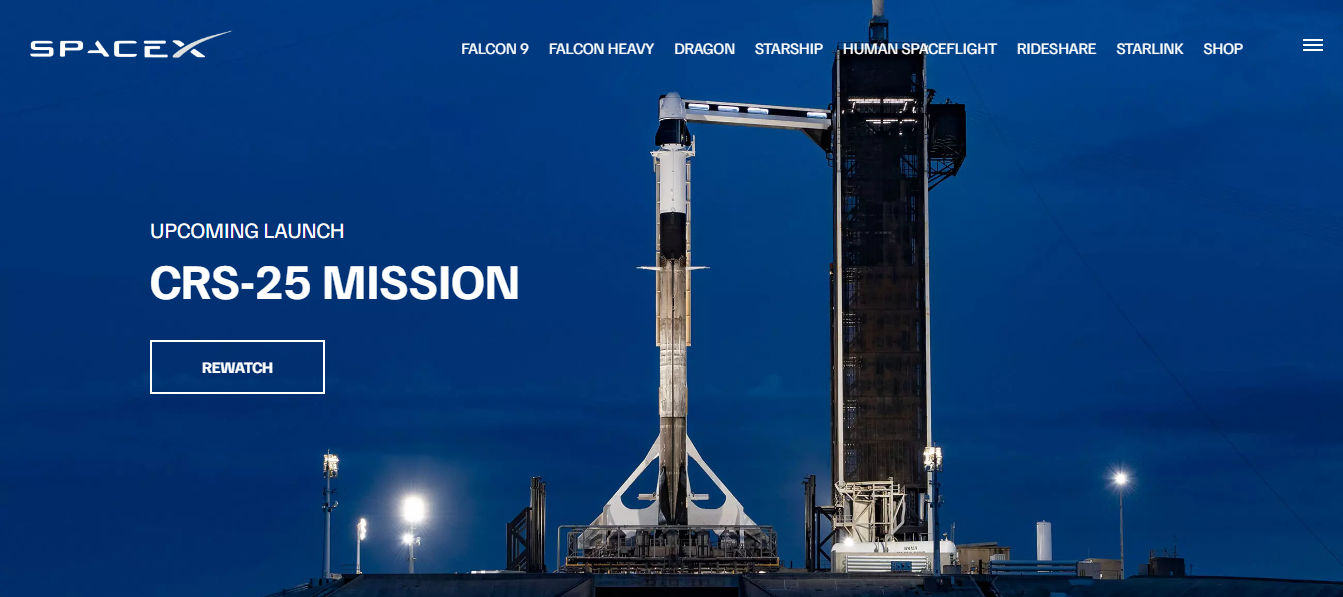 SPACEX
FALCON 9 FALCON HEAVY DRAGON STARSHIP HUMAN SPACEFLIGHT RIDESHARE STARLINK SHOP
UPCOMING LAUNCH
CRS-25 MISSION
REWATCH